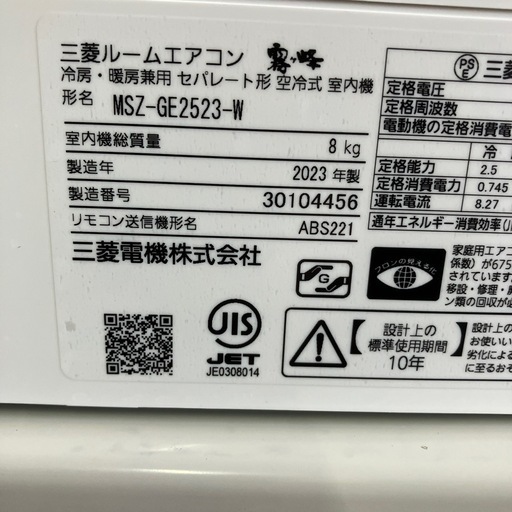 三菱ルームエアコン 霧ヶ峰
冷房・暖房兼用 セパレート形 空冷式 室内機
形名 MSZ-GE2523-W
室内機総質量 8 kg
製造年 2023 年製
製造番号 30104456
リモコン送信機形名 ABS221
三菱電機株式会社
G
フロンの見える化
JIS
JET
JE0308014
設計上の
標準使用期間
10年
PS
E
三菱
定格電圧
定格周波数
電動機の定格消費電
冷
定格能力 2.5
定格消費電力 0.745
運転電流 8.27
通年エネルギー消費効率(J
家庭用エアコ
係数）が675
されています
移設・修理・
ン類の回収が必
設計上の
劣化による
に至るおそ